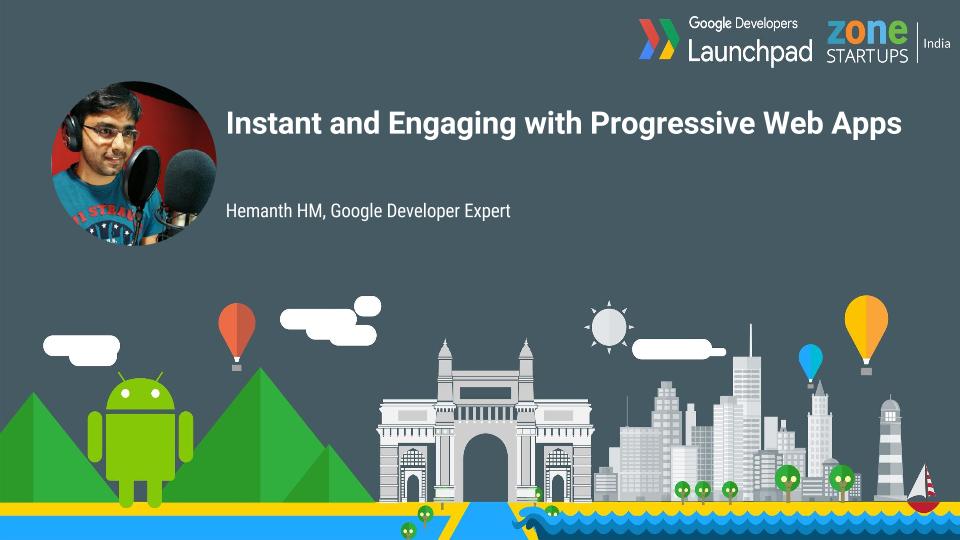 Google Developers
Launchpad
zone
STARTUPS
India
Instant and Engaging with Progressive Web Apps
Hemanth HM, Google Developer Expert